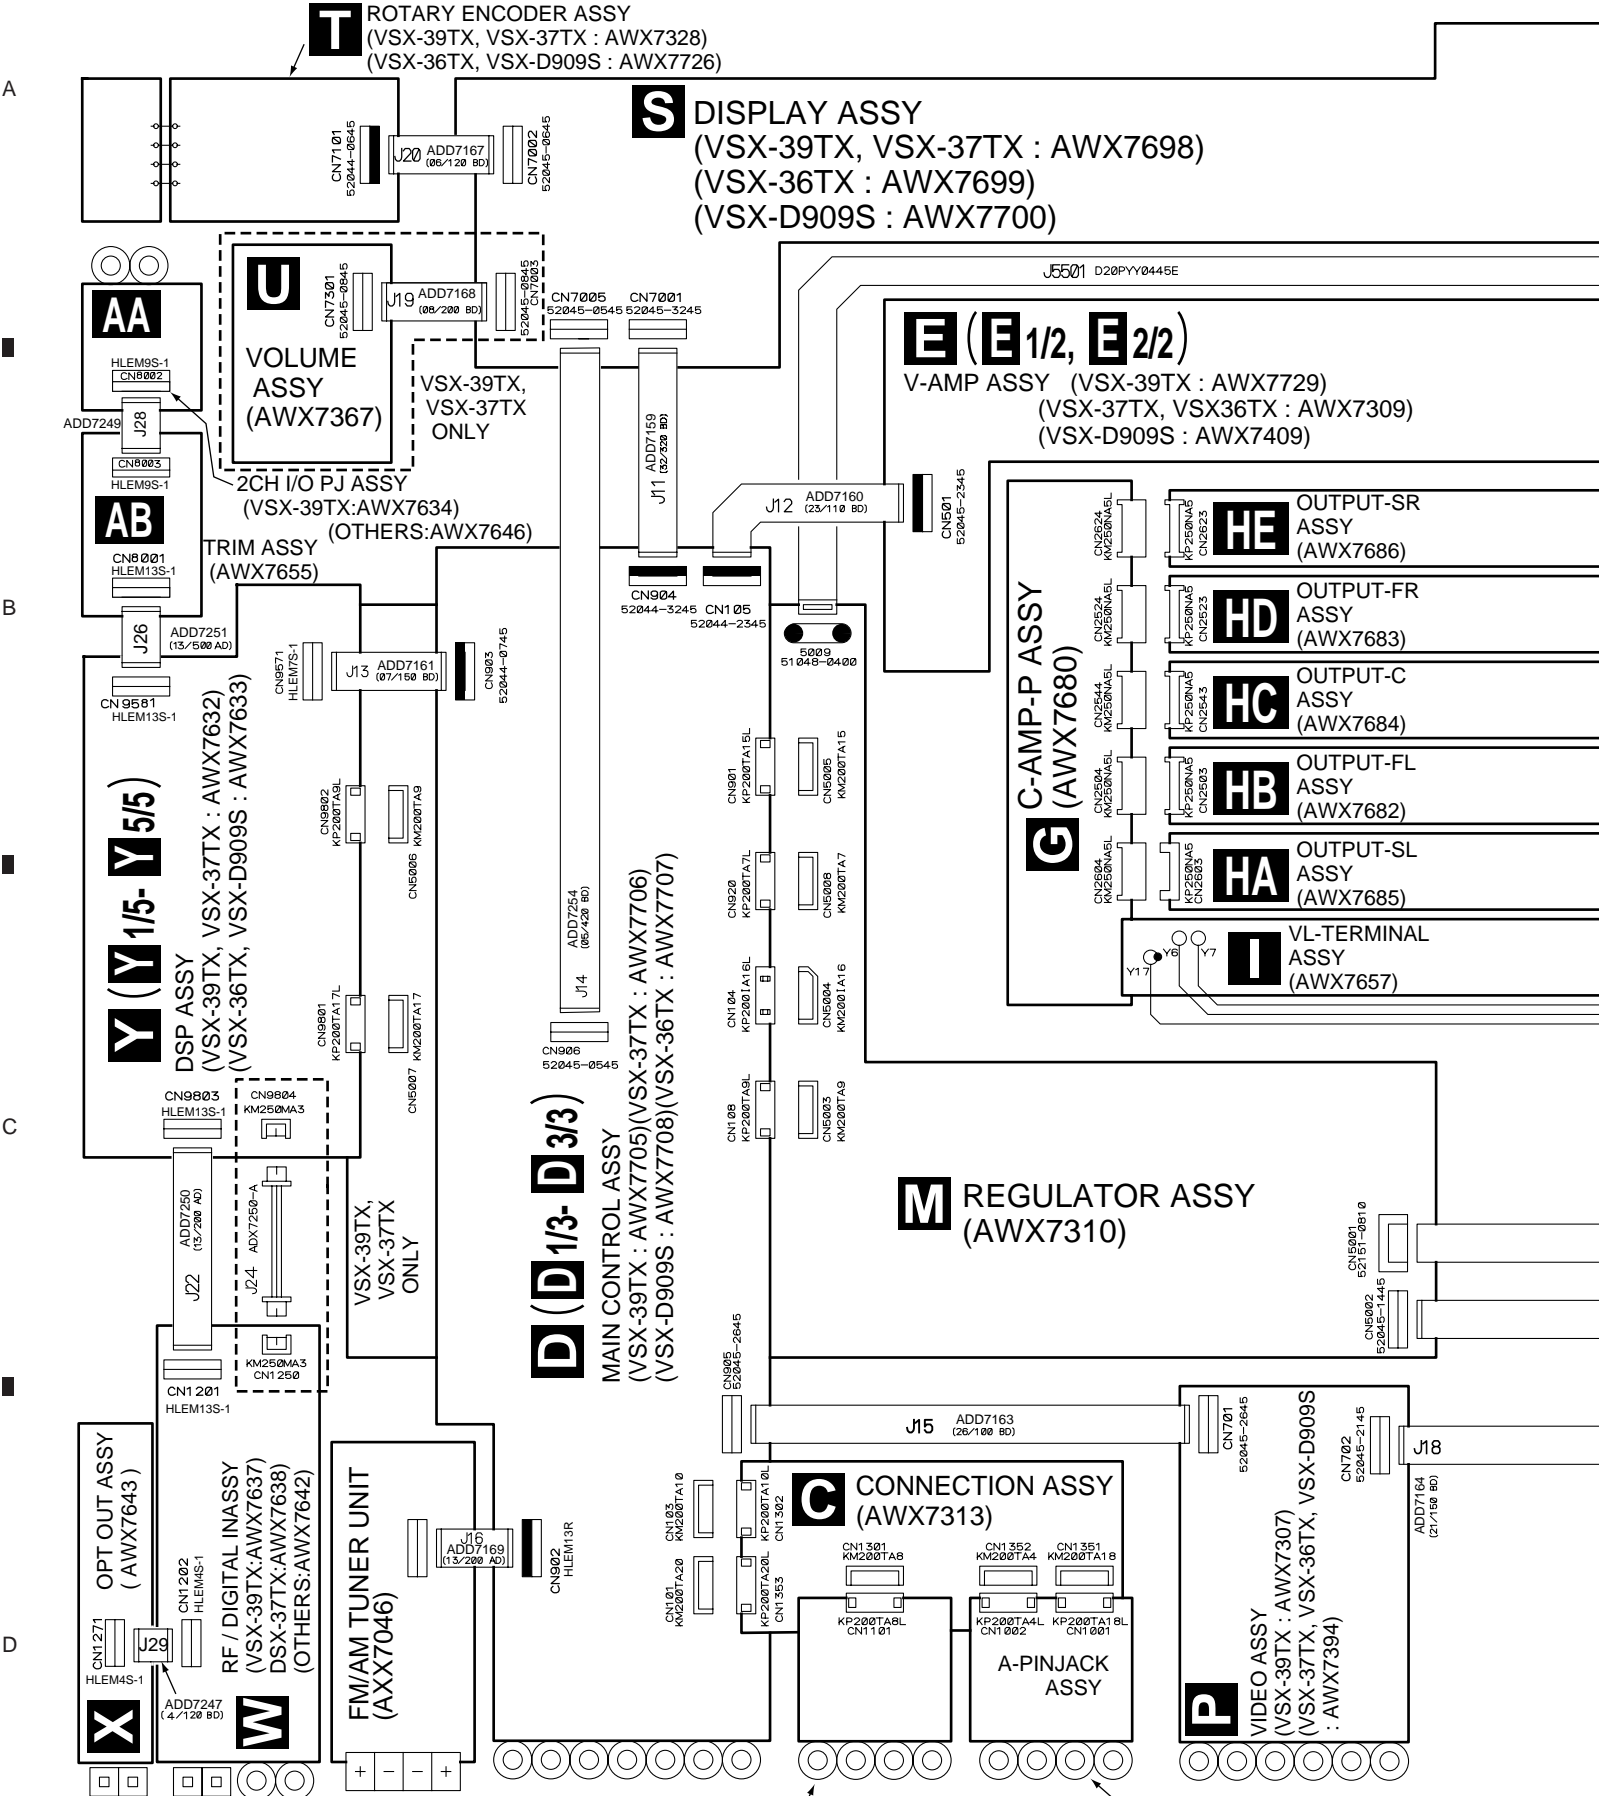 T
ROTARY ENCODER ASSY
(VSX-39TX, VSX-37TX : AWX7328)
(VSX-36TX, VSX-D909S : AWX7726)
A
S
DISPLAY ASSY
(VSX-39TX, VSX-37TX : AWX7698)
(VSX-36TX : AWX7699)
(VSX-D909S : AWX7700)
CN7101
52044-0645
J20 ADD7167
(06/120 BD)
CN7002
52045-0645
U
VOLUME
ASSY
(AWX7367)
CN7301
52045-0845
J19 ADD7168
(08/200 BD)
52045-0845
CN7003
VSX-39TX,
VSX-37TX
ONLY
CN7005
52045-0545
CN7001
52045-3245
J5501 D20PYY0445E
AA
HLEM9S-1
CN8002
ADD7249
J28
CN8003
HLEM9S-1
2CH I/O PJ ASSY
(VSX-39TX:AWX7634)
(OTHERS:AWX7646)
AB
CN8001
HLEM13S-1
TRIM ASSY
(AWX7655)
E (E 1/2, E 2/2)
V-AMP ASSY (VSX-39TX : AWX7729)
(VSX-37TX, VSX36TX : AWX7309)
(VSX-D909S : AWX7409)
J11 ADD7159
(32/320 BD)
J12 ADD7160
(23/110 BD)
CN501
52045-2345
CN904
52044-3245
CN105
52044-2345
5009
51048-0400
B
J26
ADD7251
(13/500 AD)
CN 9581
HLEM13S-1
CN9571
HLEM7S-1
J13 ADD7161
(07/150 BD)
CN903
52044-0745
G
C-AMP-P ASSY
(AWX7680)
CN2624
KM250NA5L
KP250NA5
CN2623
HE
OUTPUT-SR
ASSY
(AWX7686)
CN2524
KM250NA5L
KP250NA5
CN2523
HD
OUTPUT-FR
ASSY
(AWX7683)
CN2544
KM250NA5L
KP250NA5
CN2543
HC
OUTPUT-C
ASSY
(AWX7684)
CN2504
KM250NA5L
KP250NA5
CN2503
HB
OUTPUT-FL
ASSY
(AWX7682)
CN2604
KM250NA5L
KP250NA5
CN2603
HA
OUTPUT-SL
ASSY
(AWX7685)
Y17
Y6
Y7
I
VL-TERMINAL
ASSY
(AWX7657)
Y (Y 1/5- Y 5/5)
DSP ASSY
(VSX-39TX, VSX-37TX : AWX7632)
(VSX-36TX, VSX-D909S : AWX7633)
CN9802
KP200TA9L
KM200TA9
CN5006
CN9801
KP200TA17L
KM200TA17
CN5007
J14
ADD7254
(05/420 BD)
CN906
52045-0545
CN901
KP200TA15L
CN5005
KM200TA15
CN920
KP200TA7L
CN5008
KM200TA7
CN104
KP200IA16L
CN5004
KM200IA16
CN108
KP200TA9L
CN5003
KM200TA9
C
CN9803
HLEM13S-1
CN9804
KM250MA3
J22
ADD7250
(13/200 AD)
J24 ADX7250-A
KM250MA3
CN1250
VSX-39TX,
VSX-37TX
ONLY
CN1201
HLEM13S-1
D (D 1/3- D 3/3)
MAIN CONTROL ASSY
(VSX-39TX : AWX7705)(VSX-37TX : AWX7706)
(VSX-D909S : AWX7708)(VSX-36TX : AWX7707)
M
REGULATOR ASSY
(AWX7310)
CN5001
52151-0810
CN5002
52045-1445
CN905
52045-2645
J15 ADD7163
(26/100 BD)
CN701
52045-2645
CN702
52045-2145
J18
ADD7164
(21/150 BD)
X
OPT OUT ASSY
( AWX7643 )
CN1271
HLEM4S-1
J29
CN1202
HLEM4S-1
ADD7247
( 4/120 BD)
W
RF / DIGITAL INASSY
(VSX-39TX:AWX7637)
DSX-37TX:AWX7638)
(OTHERS:AWX7642)
FM/AM TUNER UNIT
(AX7046)
J16
ADD7169
(13/200 AD)
CN902
HLEM13R
CN103
KM200TA10
KP200TA10L
CN1302
CN101
KM200TA20
KP200TA20L
CN1353
C
CONNECTION ASSY
(AWX7313)
CN1301
KM200TA8
CN1352
KM200TA4
CN1351
KM200TA18
KP200TA8L
CN1101
KP200TA4L
CN1002
KP200TA18L
CN1001
A-PINJACK
ASSY
P
VIDEO ASSY
(VSX-39TX : AWX7307)
(VSX-37TX, VSX-36TX, VSX-D909S
: AWX7394)
D
+ − − +